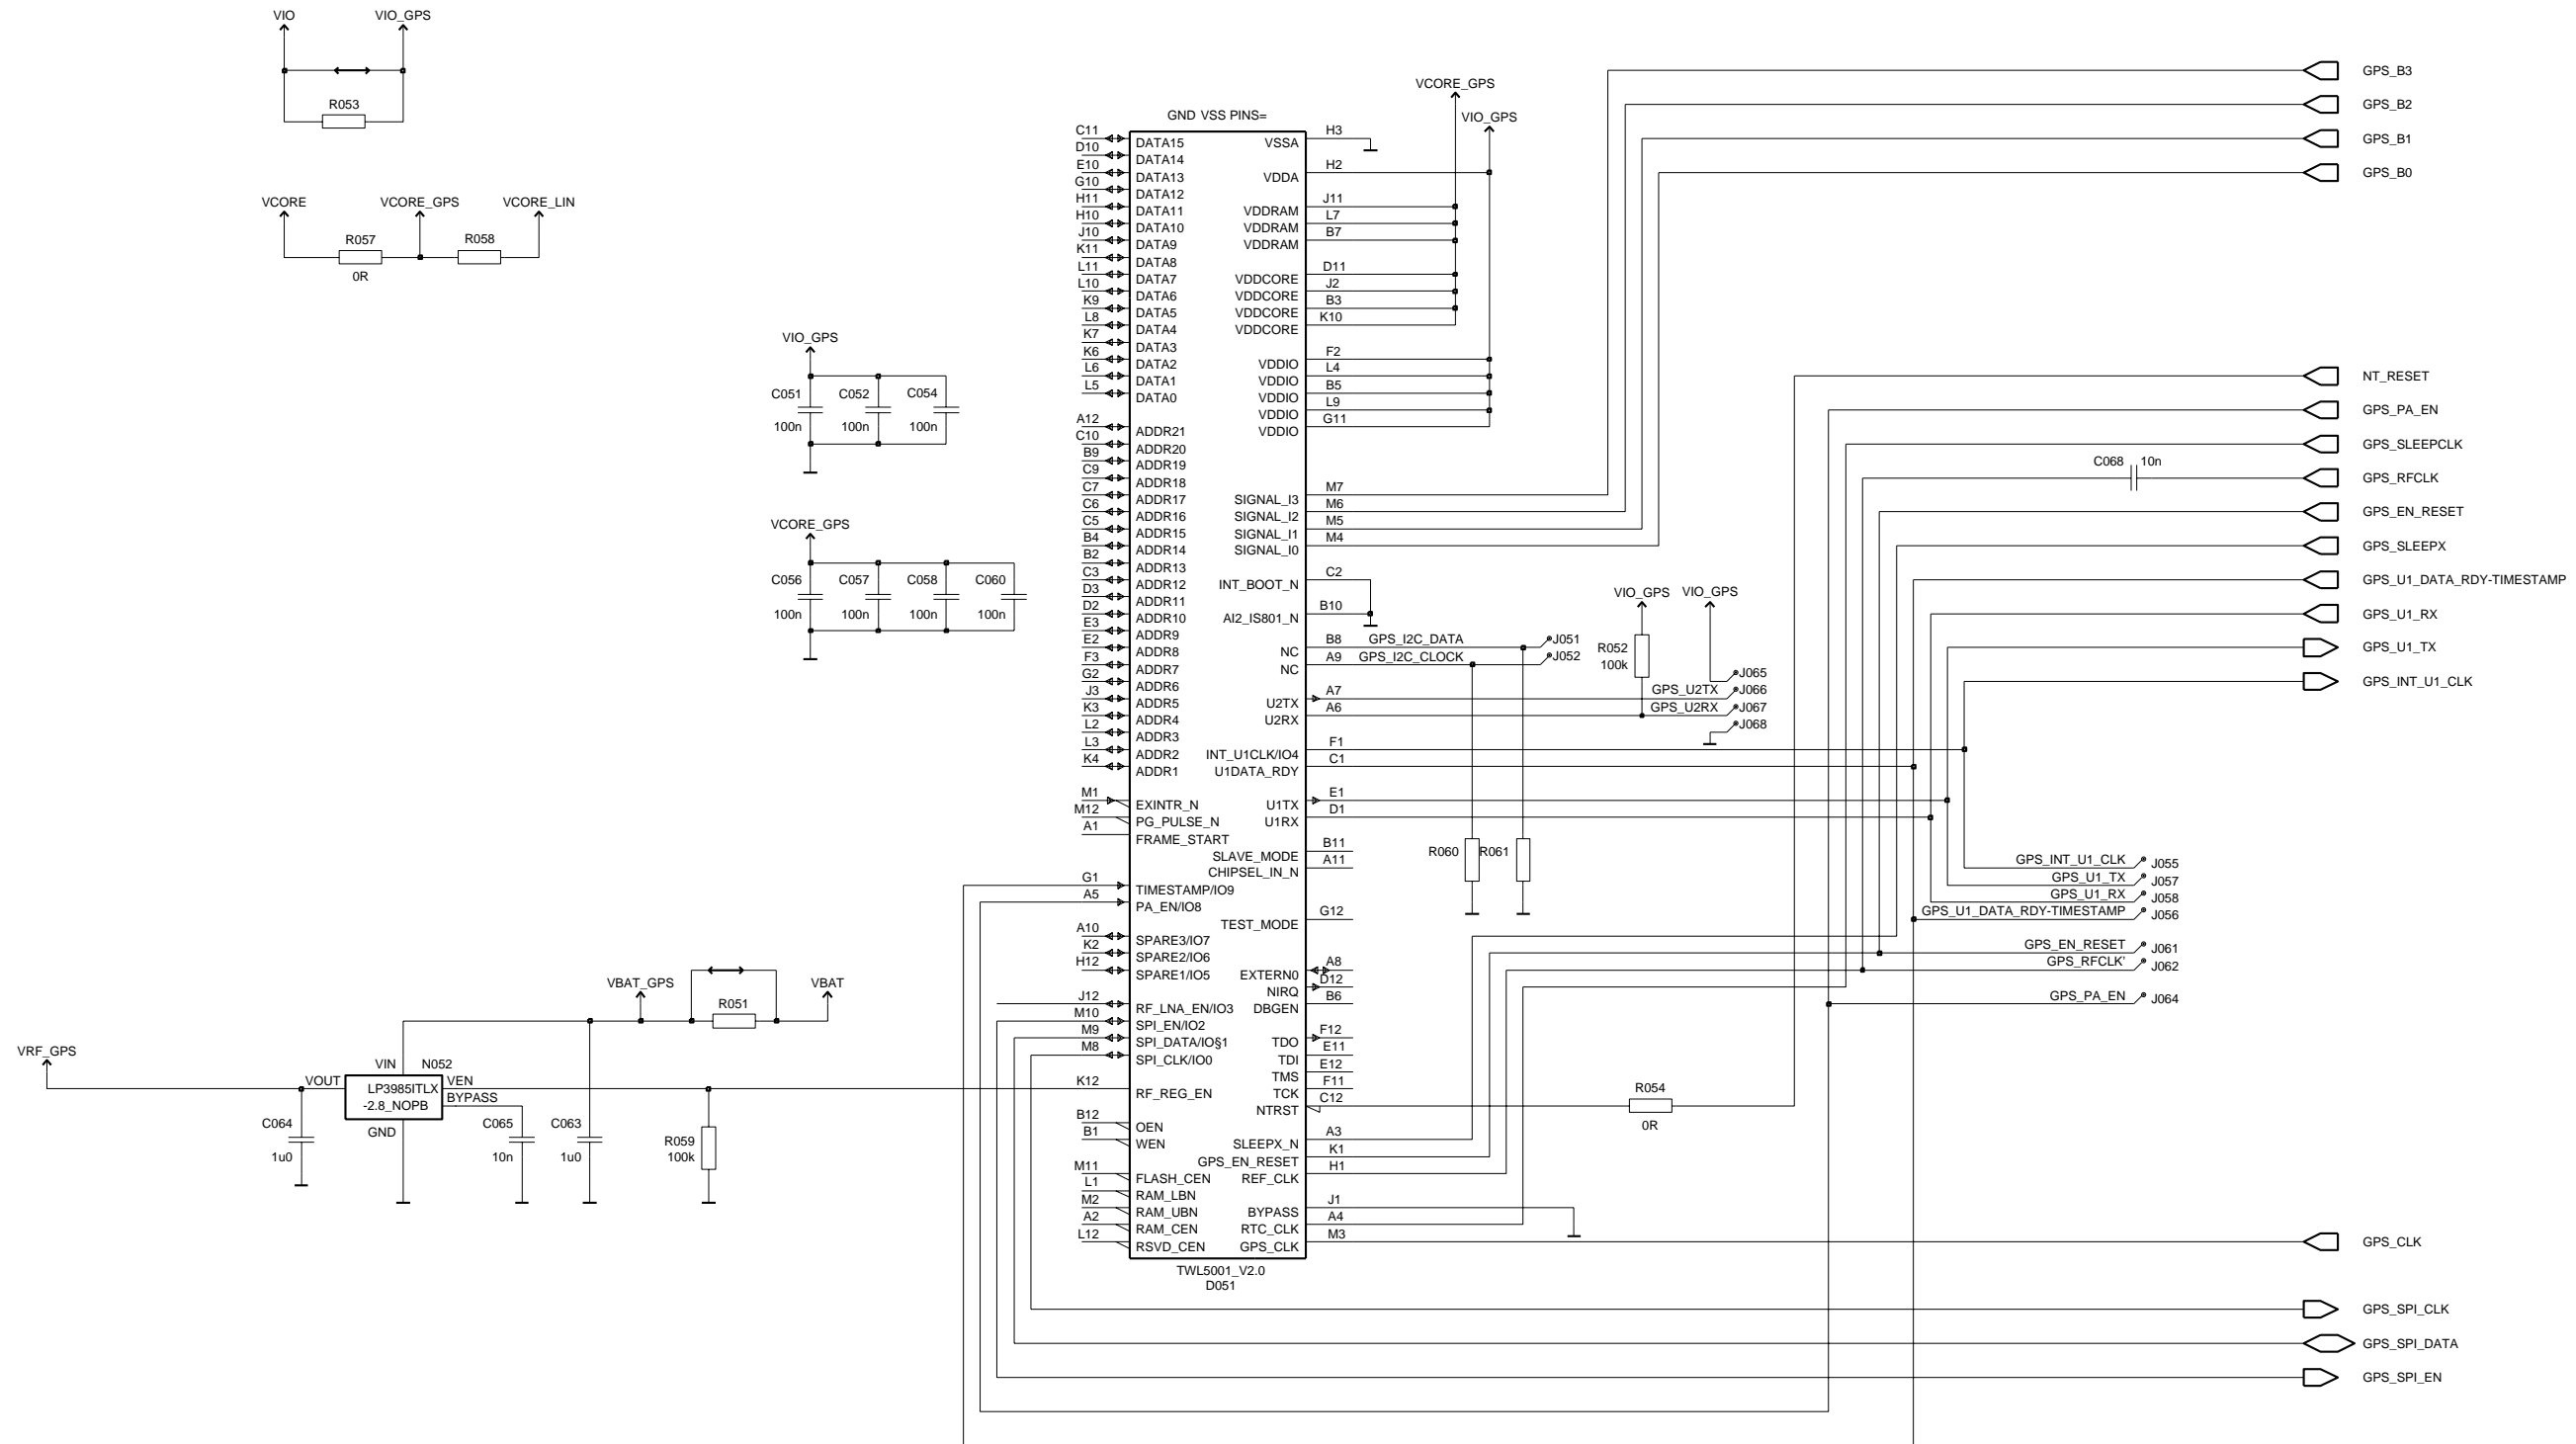 VIO VIO_GPS
R053
VCORE VCORE_GPS VCORE_LIN
R057 R058
0R
VIO_GPS
C051 C052 C054
100n 100n 100n
VCORE_GPS
C056 C057 C058 C060
100n 100n 100n 100n
VBAT_GPS VBAT
R051
VRF_GPS
VIN N052
VOUT LP3985ITLX VEN
-2.8_NOPB BYPASS
GND
C064 C065 C063 R059
1u0 10n 1u0 100k
GND VSS PINS=
C11 DATA15
D10 DATA14
E10 DATA13
G10 DATA12
H11 DATA11
H10 DATA10
J10 DATA9
K11 DATA8
L11 DATA7
L10 DATA6
K9 DATA5
L8 DATA4
K7 DATA3
K6 DATA2
L6 DATA1
L5 DATA0
A12 ADDR21
C10 ADDR20
B9 ADDR19
C9 ADDR18
C7 ADDR17
C6 ADDR16
C5 ADDR15
B4 ADDR14
B2 ADDR13
C3 ADDR12
D3 ADDR11
D2 ADDR10
E3 ADDR9
E2 ADDR8
F3 ADDR7
G2 ADDR6
J3 ADDR5
K3 ADDR4
L2 ADDR3
L3 ADDR2
K4 ADDR1
M1 EXINTR_N
M12 PG_PULSE_N
A1 FRAME_START
G1 TIMESTAMP/IO9
A5 PA_EN/IO8
A10 SPARE3/IO7
K2 SPARE2/IO6
H12 SPARE1/IO5
J12 RF_LNA_EN/IO3
M10 SPI_EN/IO2
M9 SPI_DATA/IO§1
M8 SPI_CLK/IO0
K12 RF_REG_EN
B12 OEN
B1 WEN
M11 FLASH_CEN
L1 RAM_LBN
M2 RAM_UBN
A2 RAM_CEN
L12 RSVD_CEN
VSSA H3
VDDA H2
VDDRAM J11
VDDRAM L7
VDDRAM B7
VDDCORE D11
VDDCORE J2
VDDCORE B3
VDDCORE K10
VDDIO F2
VDDIO L4
VDDIO B5
VDDIO L9
VDDIO G11
SIGNAL_I3 M7
SIGNAL_I2 M6
SIGNAL_I1 M5
SIGNAL_I0 M4
INT_BOOT_N C2
AI2_IS801_N B10
NC B8 GPS_I2C_DATA J051
NC A9 GPS_I2C_CLOCK J052
U2TX A7 GPS_U2TX J066
U2RX A6 GPS_U2RX J067
INT_U1CLK/IO4 F1
U1DATA_RDY C1
U1TX E1
U1RX D1
SLAVE_MODE B11
CHIPSEL_IN_N A11
TEST_MODE G12
EXTERN0 A8
NIRQ D12
DBGEN B6
TDO F12
TDI E11
TMS E12
TCK F11
NTRST C12
SLEEPX_N A3
GPS_EN_RESET K1
REF_CLK H1
BYPASS J1
RTC_CLK A4
GPS_CLK M3
TWL5001_V2.0
D051
VCORE_GPS
VIO_GPS
VIO_GPS VIO_GPS
R052
100k
J065
J068
R060 R061
R054
0R
C068 10n
GPS_INT_U1_CLK J055
GPS_U1_TX J057
GPS_U1_RX J058
GPS_U1_DATA_RDY-TIMESTAMP J056
GPS_EN_RESET J061
GPS_RFCLK' J062
GPS_PA_EN J064
GPS_B3
GPS_B2
GPS_B1
GPS_B0
NT_RESET
GPS_PA_EN
GPS_SLEEPCLK
GPS_RFCLK
GPS_EN_RESET
GPS_SLEEPX
GPS_U1_DATA_RDY-TIMESTAMP
GPS_U1_RX
GPS_U1_TX
GPS_INT_U1_CLK
GPS_CLK
GPS_SPI_CLK
GPS_SPI_DATA
GPS_SPI_EN